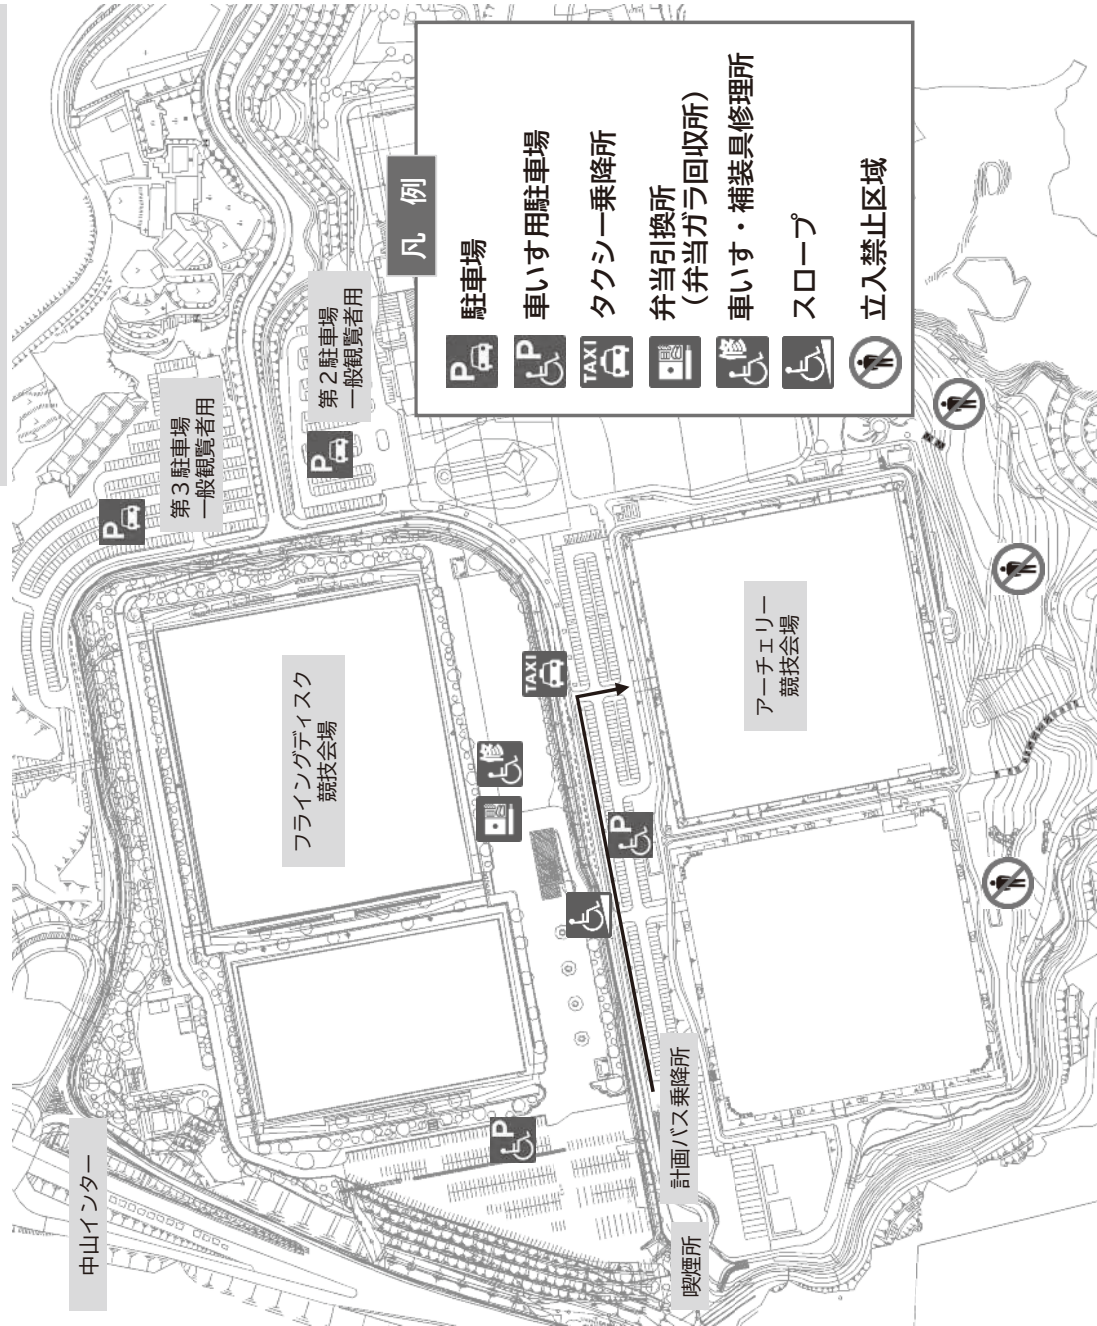 凡 例
P 駐車場
P 車いす用駐車場
TAXI タクシー乗降所
弁当引換所
(弁当ガラ回収所)
修 車いす・補装具修理所
スロープ
立入禁止区域
中山インター
フライングディスク
競技会場
P
第3駐車場
一般観覧者用
P
第2駐車場
一般観覧者用
P
修
TAXI
P
喫煙所
計画バス乗降所
アーチェリー
競技会場